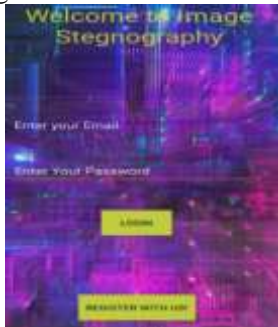 Welcome to Image
Stegnography
Enter your Email
Enter Your Password
LOGIN
REGISTER WITH US!